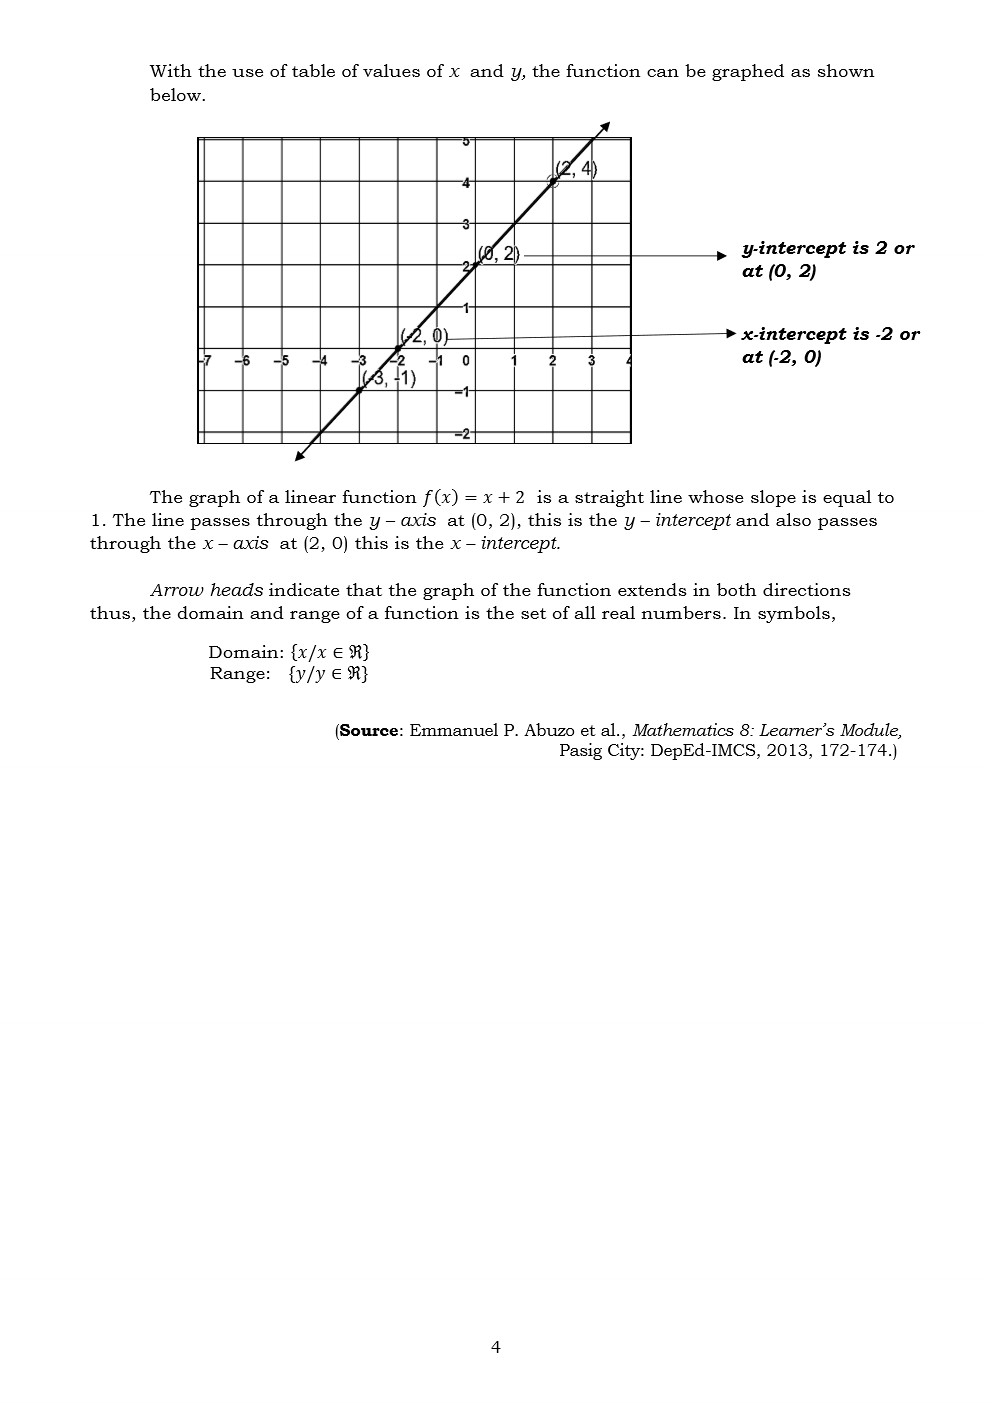 With the use of table of values of x and y, the function can be graphed as shown
below.
5
(2, 4)
4
3
(0, 2)
2
y-intercept is 2 or
at (0, 2)
1
(-2, 0)
x-intercept is -2 or
at (-2, 0)
–7 –6 –5 –4 –3 –2 –1 0 1 2 3 4
(-3, -1)
–1
–2
The graph of a linear function f(x) = x + 2 is a straight line whose slope is equal to
1. The line passes through the y – axis at (0, 2), this is the y – intercept and also passes
through the x – axis at (2, 0) this is the x – intercept.
Arrow heads indicate that the graph of the function extends in both directions
thus, the domain and range of a function is the set of all real numbers. In symbols,
Domain: {x/x ∈ ℜ}
Range: {y/y ∈ ℜ}
(Source: Emmanuel P. Abuzo et al., Mathematics 8: Learner’s Module,
Pasig City: DepEd-IMCS, 2013, 172-174.)
4